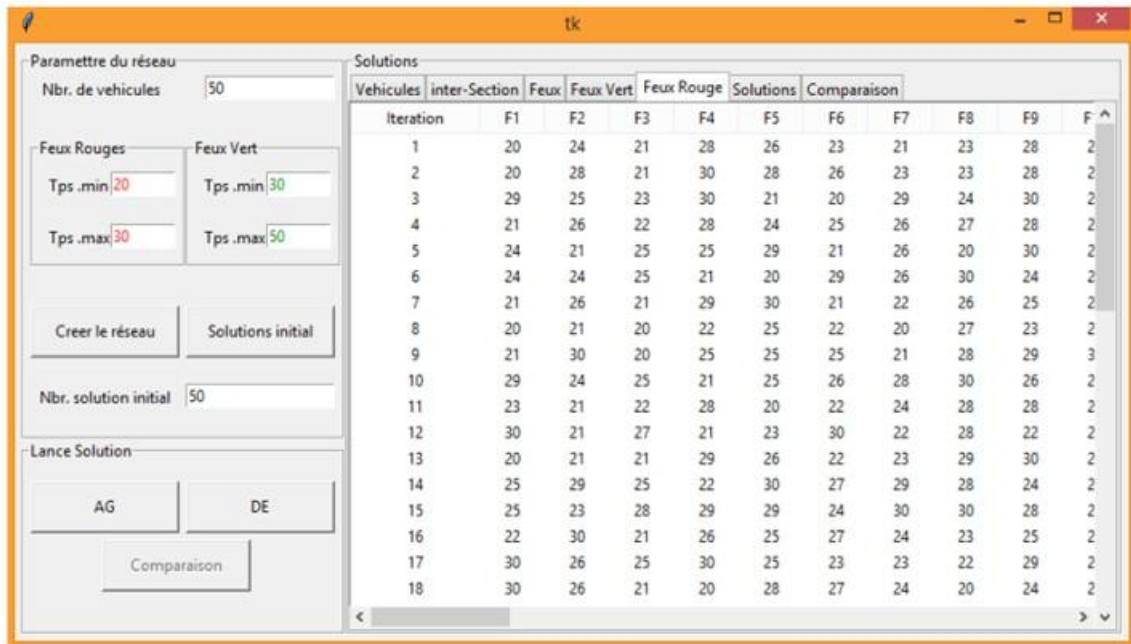 tk
Parametre du réseau
Nbr. de vehicules 50
Feux Rouges Feux Vert
Tps .min 20 Tps .min 30
Tps .max 30 Tps .max 50
Creer le réseau Solutions initial
Nbr. solution initial 50
Lance Solution
AG DE
Comparaison
Solutions
Vehicules inter-Section Feux Feux Vert Feux Rouge Solutions Comparaison
Iteration F1 F2 F3 F4 F5 F6 F7 F8 F9
1 20 24 21 28 26 23 21 23 28
2 20 28 21 30 28 26 23 23 28
3 29 25 23 30 21 20 29 24 30
4 21 26 22 28 24 25 26 27 28
5 24 21 25 25 29 21 26 20 30
6 24 24 25 21 20 29 26 30 24
7 21 26 21 29 30 21 22 26 25
8 20 21 20 22 25 22 20 27 23
9 21 30 20 25 25 25 21 28 29
10 29 24 25 21 25 26 28 30 26
11 23 21 22 28 20 22 24 28 28
12 30 21 27 21 23 30 22 28 22
13 20 21 21 29 26 22 23 29 30
14 25 29 25 22 30 27 29 28 24
15 25 23 28 29 29 24 30 30 28
16 22 30 21 26 25 27 24 23 25
17 30 26 25 30 25 23 23 22 29
18 30 26 21 20 28 27 24 20 24